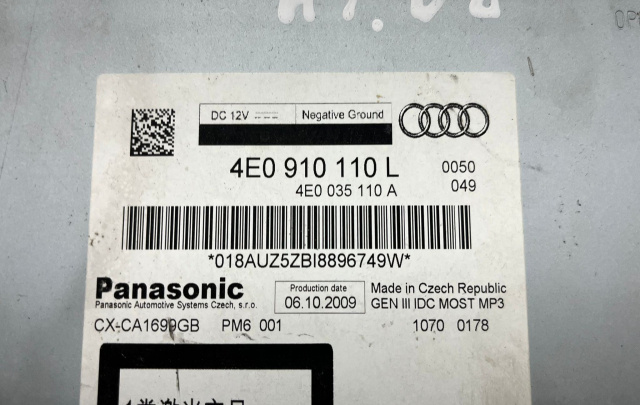 DC 12V Negative Ground
4E0 910 110 L 0050
4E0 035 110 A 049
*018AUZ5ZBI8896749W*
Panasonic
Panasonic Automotive Systems Czech, s.r.o.
Production date
06.10.2009
Made in Czech Republic
GEN III IDC MOST MP3
CX-CA1699GB PM6 001 1070 0178